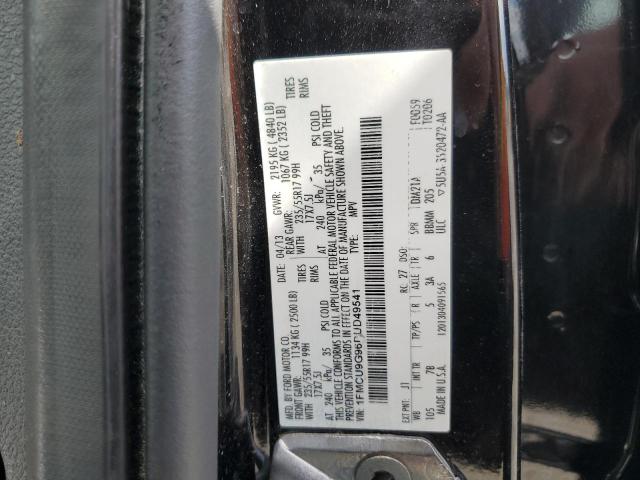 MFD. BY FORD MOTOR CO.
DATE: 04/13 GVWR: 2195 KG ( 4840 LB)
FRONT GAWR: 1134 KG ( 2500 LB) REAR GAWR: 1067 KG ( 2352 LB)
235/55R17 99H TIRES WITH 235/55R17 99H TIRES
17X7.5J RIMS 17X7.5J RIMS
AT 240 kPa/ 35 PSI COLD AT 240 kPa/ 35 PSI COLD
THIS VEHICLE CONFORMS TO ALL APPLICABLE FEDERAL MOTOR VEHICLE SAFETY AND THEFT
PREVENTION STANDARDS IN EFFECT ON THE DATE OF MANUFACTURE SHOWN ABOVE.
VIN: TYPE: MPV
EXT PNT: J1 RC: 27 DSO: F0059
WB TP/PS R AXLE TR SPR DM21A T0206
105 7B 5 3A 6 BBMM 205
MADE IN U.S.A. ULC
120130409 5U5A 3520472-AA